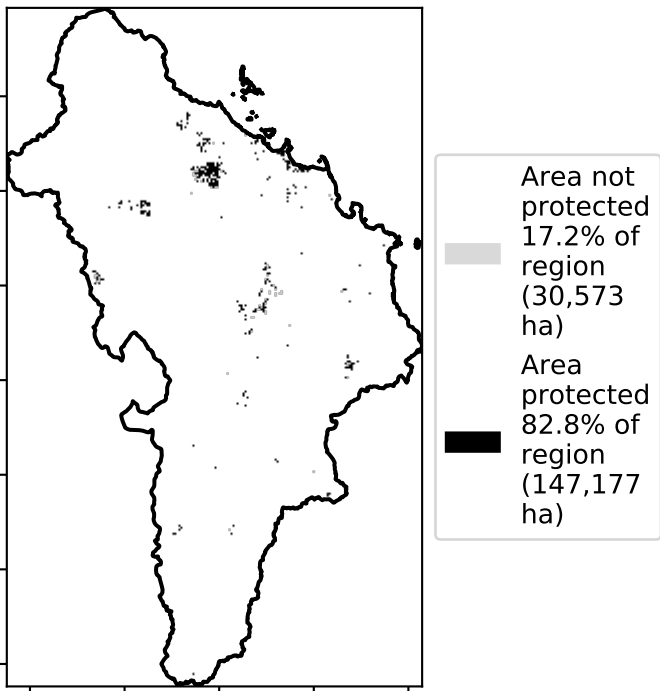 Area not
protected
17.2% of
region
(30,573
ha)
Area
protected
82.8% of
region
(147,177
ha)